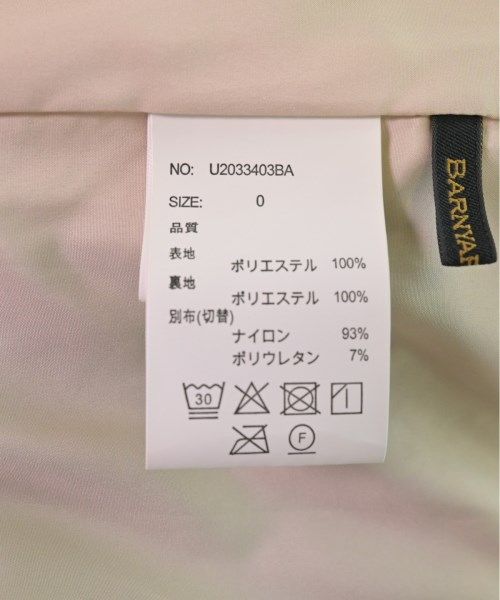 NO: U2033403BA
SIZE: 0
品質
表地
ポリエステル 100%
裏地
ポリエステル 100%
別布(切替)
ナイロン 93%
ポリウレタン 7%
30
F
BARNYA